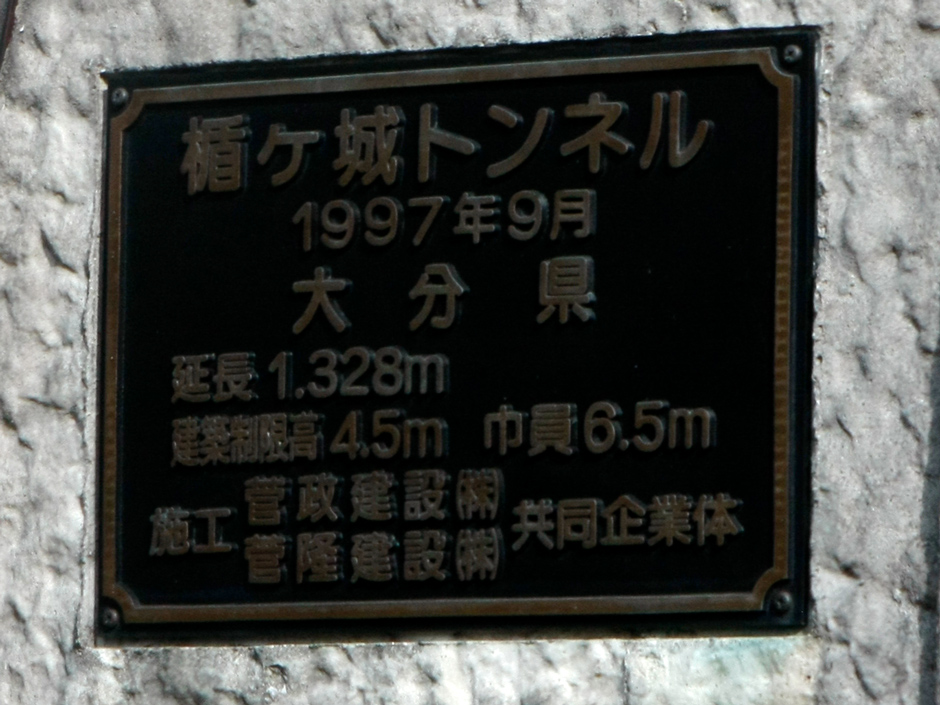 楯ケ城トンネル
1997年9月
大分県
延長1.328m
建築制限高4.5m 巾員6.5m
施工 菅政建設㈱ 共同企業体
菅隆建設㈱